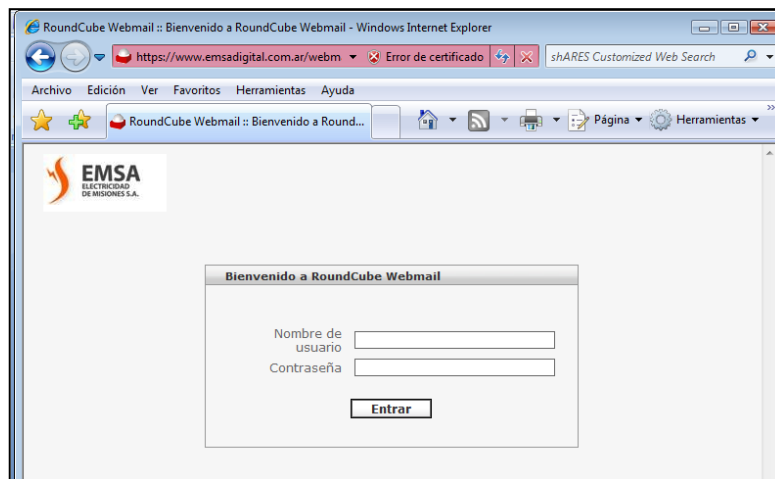 RoundCube Webmail :: Bienvenido a RoundCube Webmail - Windows Internet Explorer
https://www.emsadigital.com.ar/webm Error de certificado shARES Customized Web Search
Archivo Edición Ver Favoritos Herramientas Ayuda
RoundCube Webmail :: Bienvenido a Round... Página Herramientas »
EMSA
ELECTRICIDAD
DE MISIONES S.A.
Bienvenido a RoundCube Webmail
Nombre de
usuario
Contraseña
Entrar